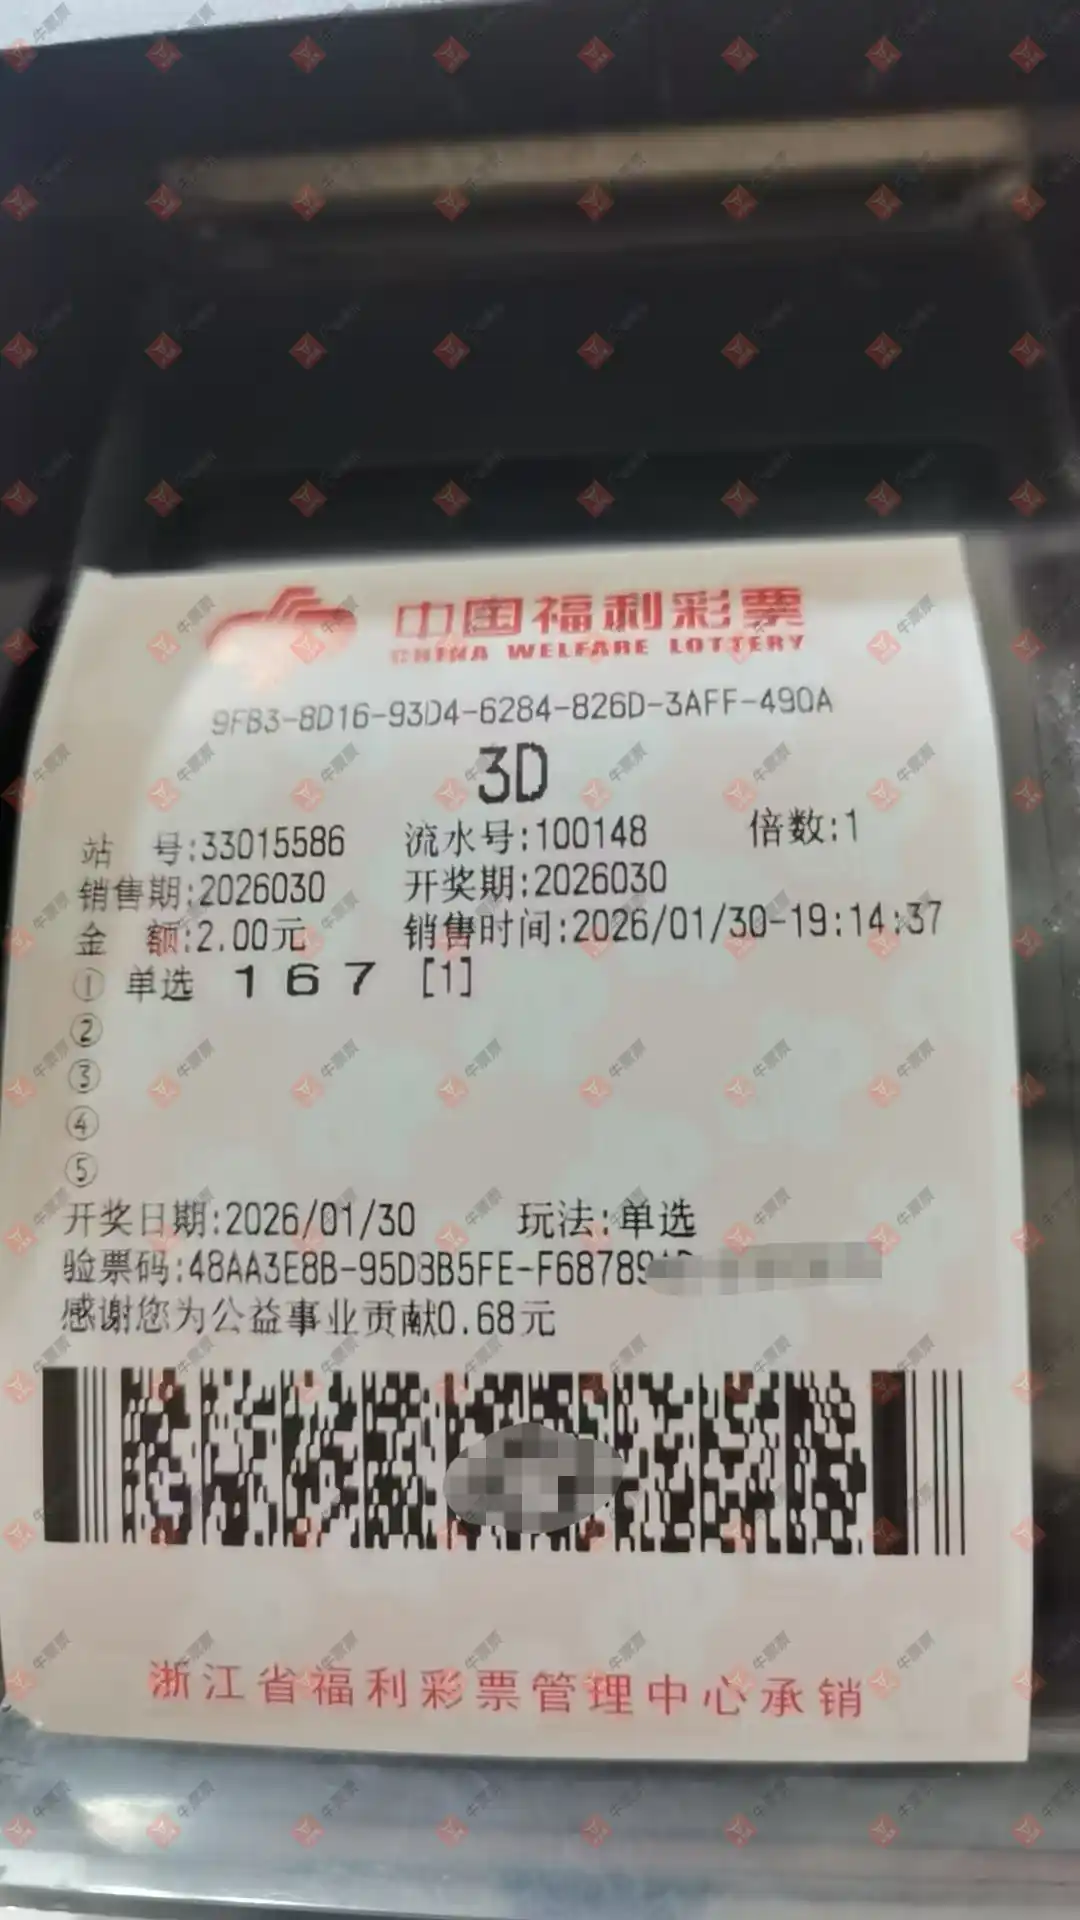 中国福利彩票
CHINA WELFARE LOTTERY
9FB3-8D16-93D4-6284-826D-3AFF-490A
3D
站 号:33015586 流水号:100148 倍数:1
销售期:2026030 开奖期:2026030
金 额:2.00元 销售时间:2026/01/30-19:14:37
① 单选 1 6 7 [1]
②
③
④
⑤
开奖日期:2026/01/30 玩法:单选
验票码:48AA3E8B-95D8B5FE-F68789
感谢您为公益事业贡献0.68元
浙江省福利彩票管理中心承销
牛票票